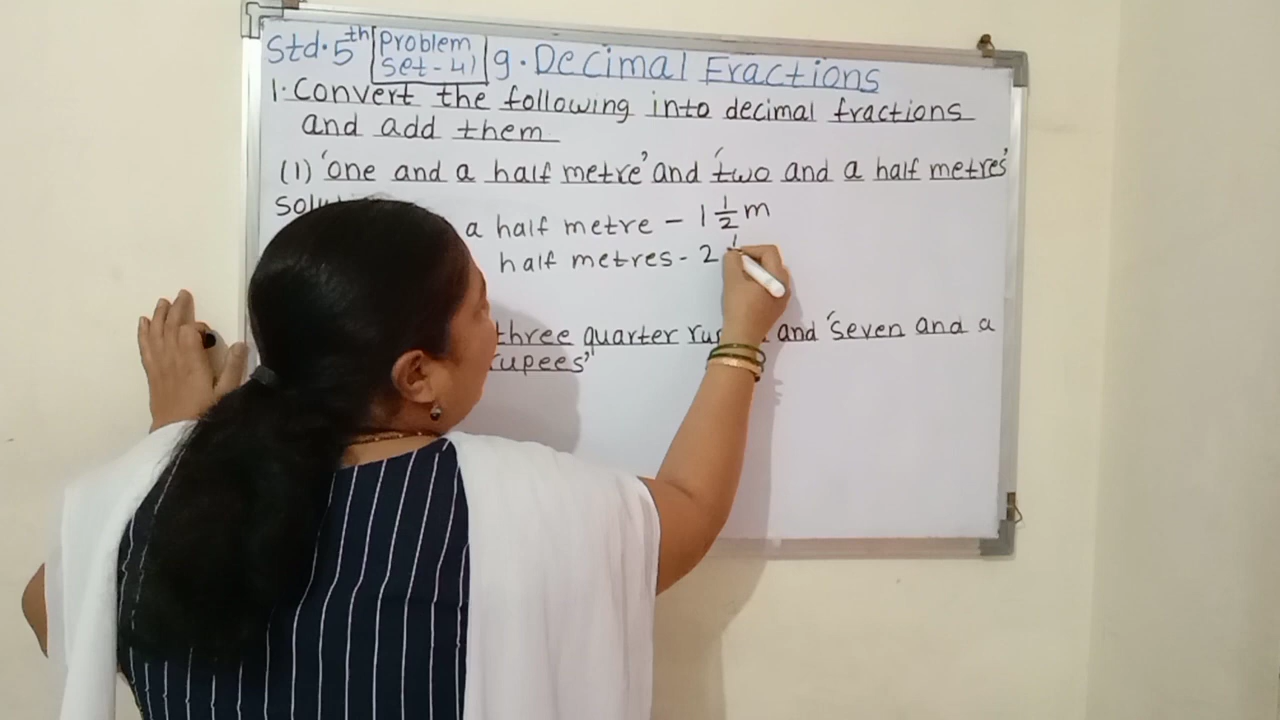 Std. 5th Problem Set-41 9. Decimal Fractions
1. Convert the following into decimal fractions
and add them
(1) 'one and a half metre' and 'two and a half metres'
a half metre - 1 1/2 m
half metres - 2
three quarter and 'seven and a
rupees'